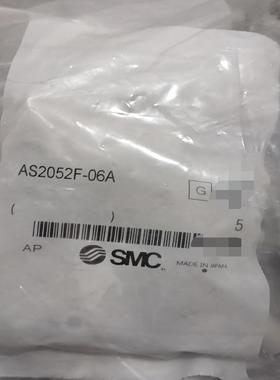 AS2052F-06A
G
( )
5
AP SMC. MADE IN JAPAN